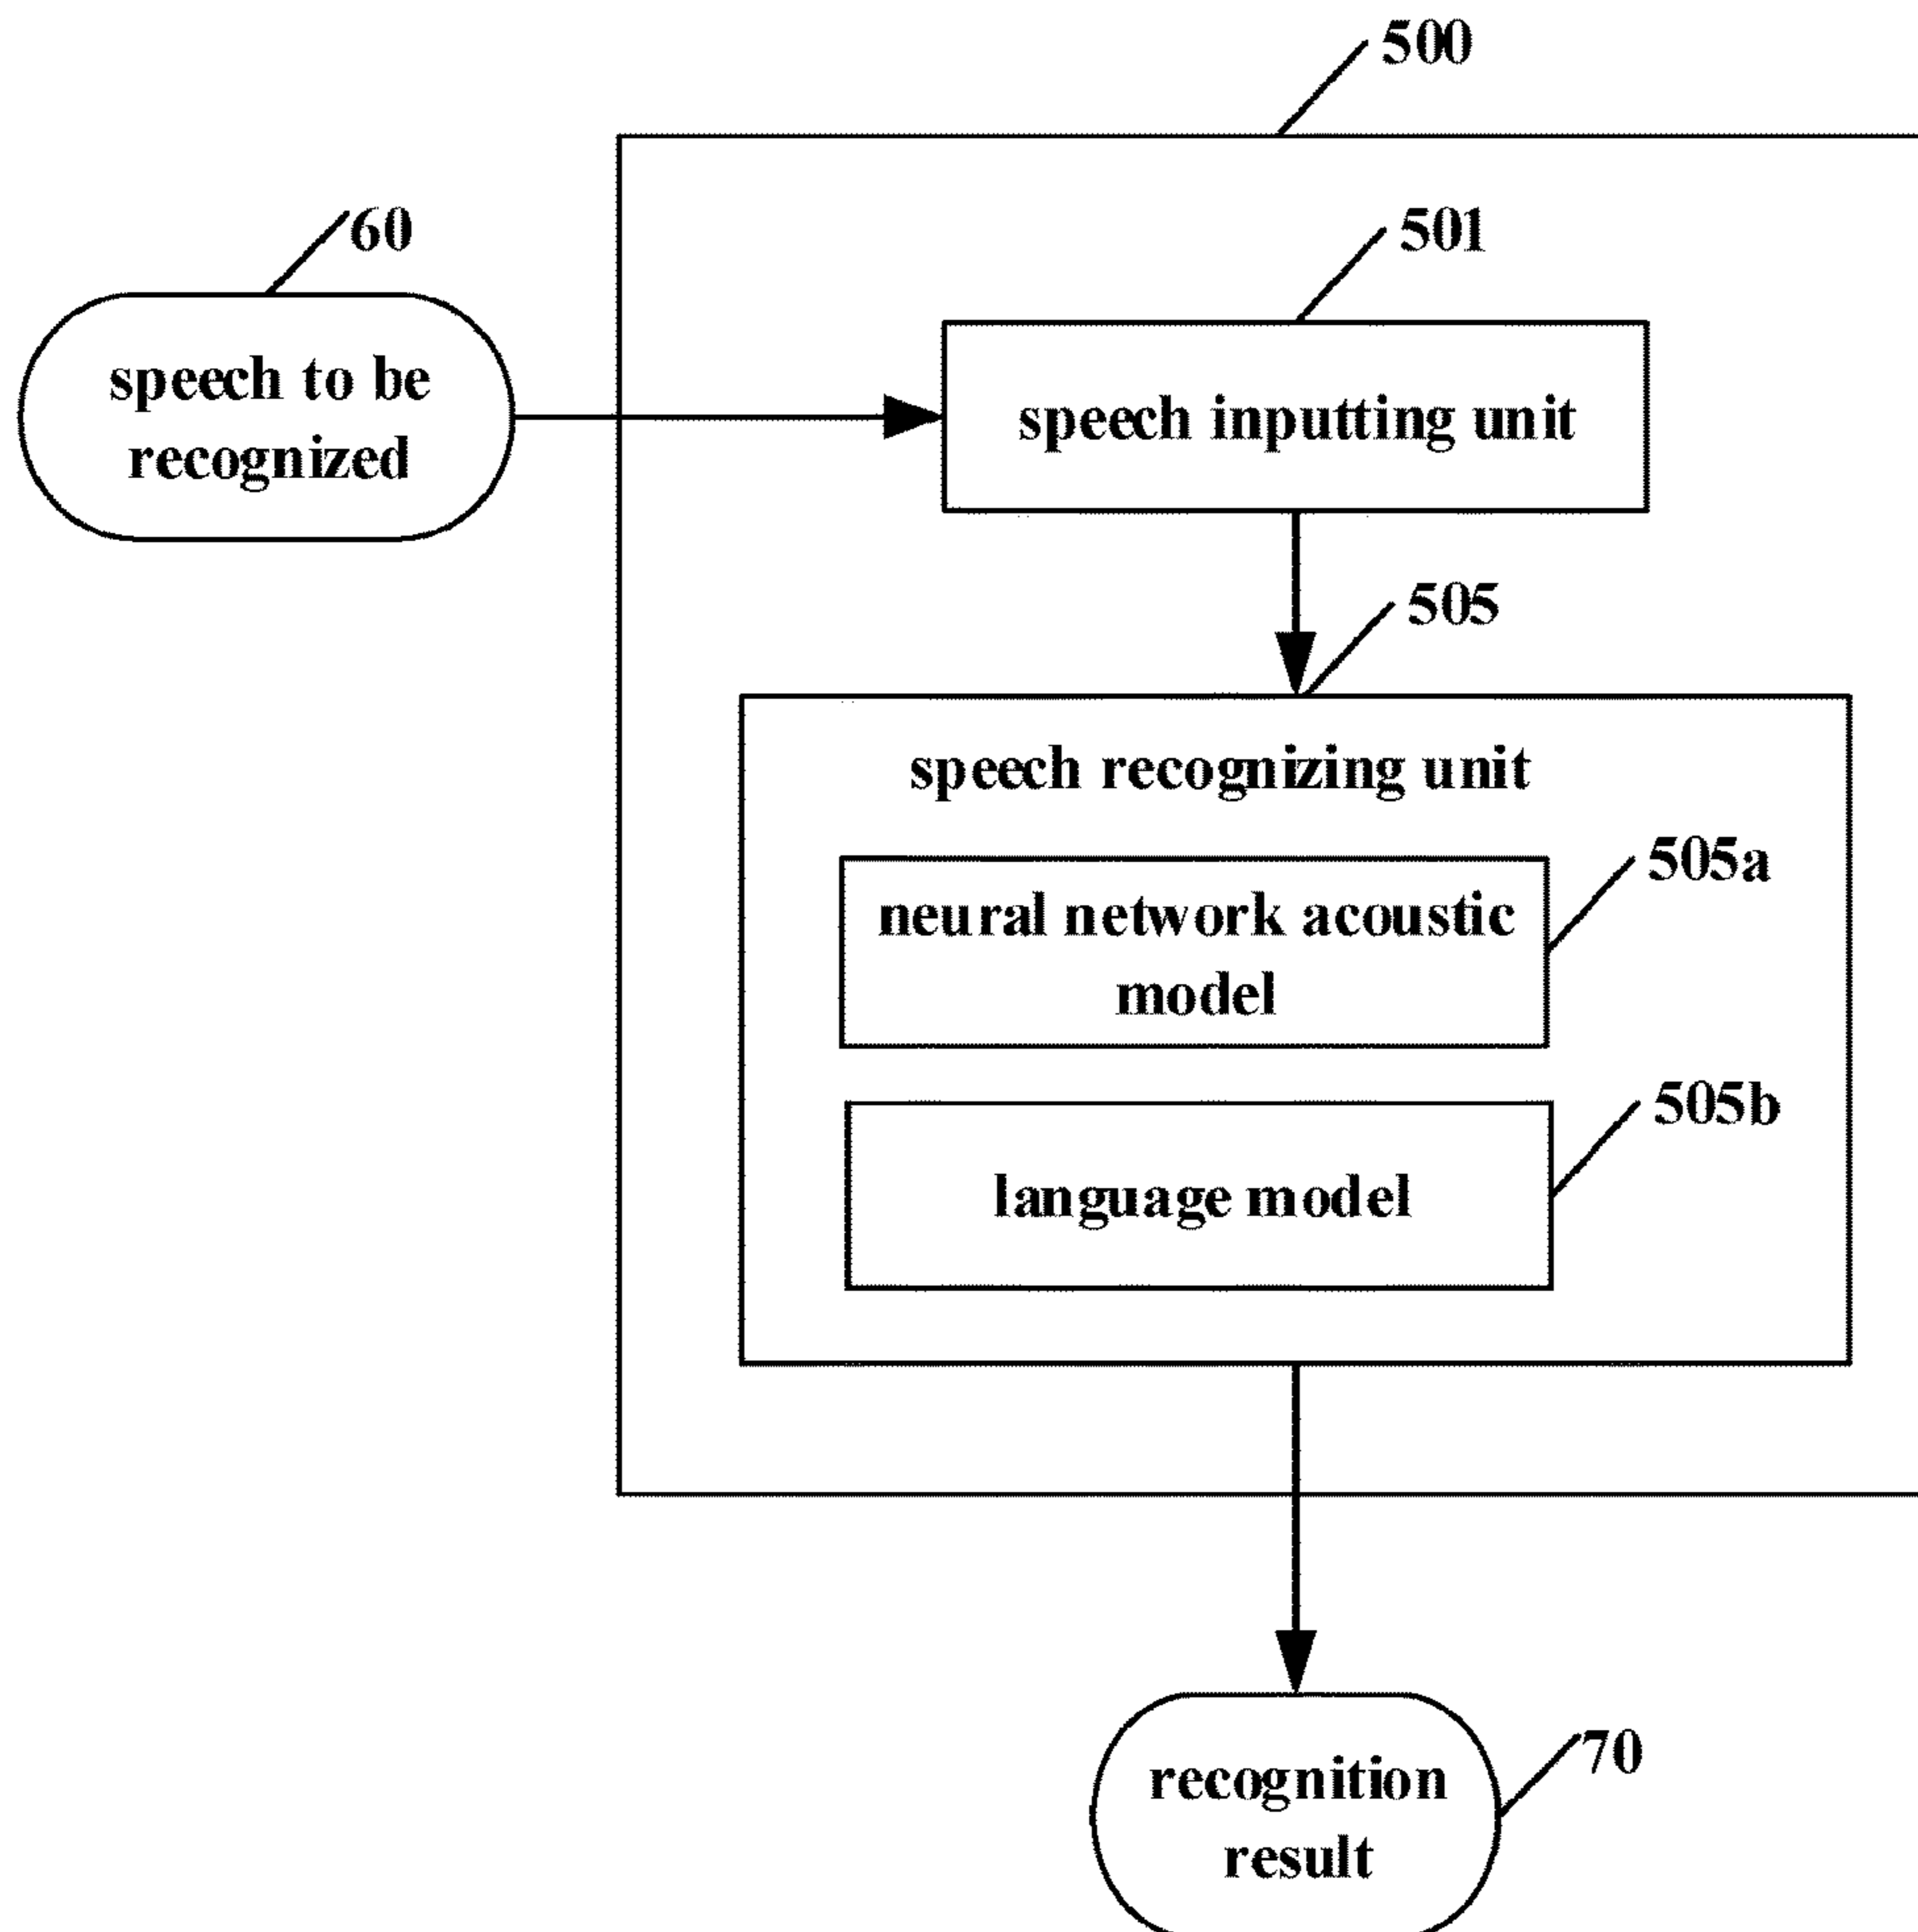 500
60
501
speech to be
recognized
speech inputting unit
505
speech recognizing unit
505a
neural network acoustic
model
505b
language model
70
recognition
result